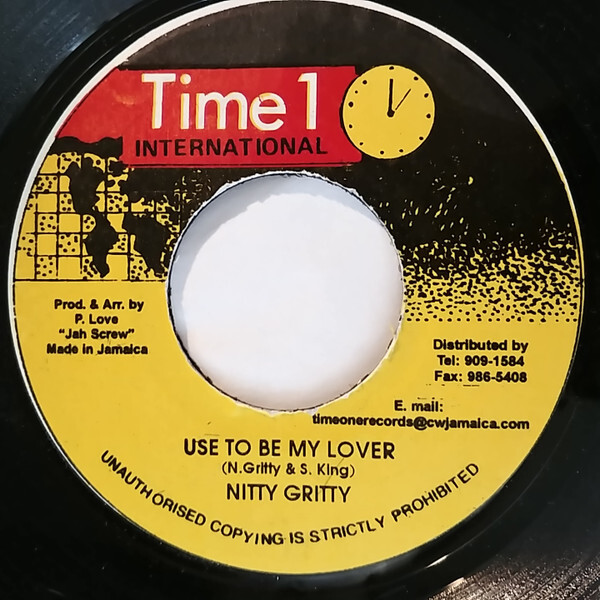 Time 1
INTERNATIONAL
Prod. & Arr. by
P. Love
"Jah Screw"
Made in Jamaica
Distributed by
Tel: 909-1584
Fax: 986-5408
E. mail:
timeonerecords@cwjamaica.com
USE TO BE MY LOVER
(N.Gritty & S. King)
NITTY GRITTY
UNAUTHORISED COPYING IS STRICTLY PROHIBITED